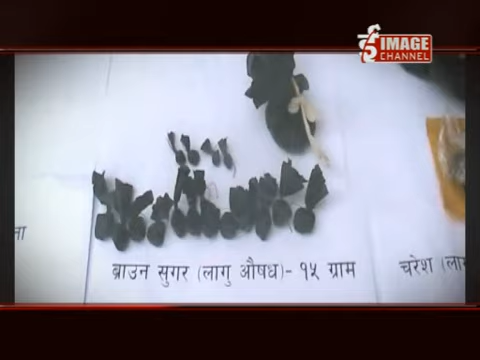 IMAGE
CHANNEL
ना
ब्राउन सुगर (लागु औषध)- १५ ग्राम
चरेश (ला